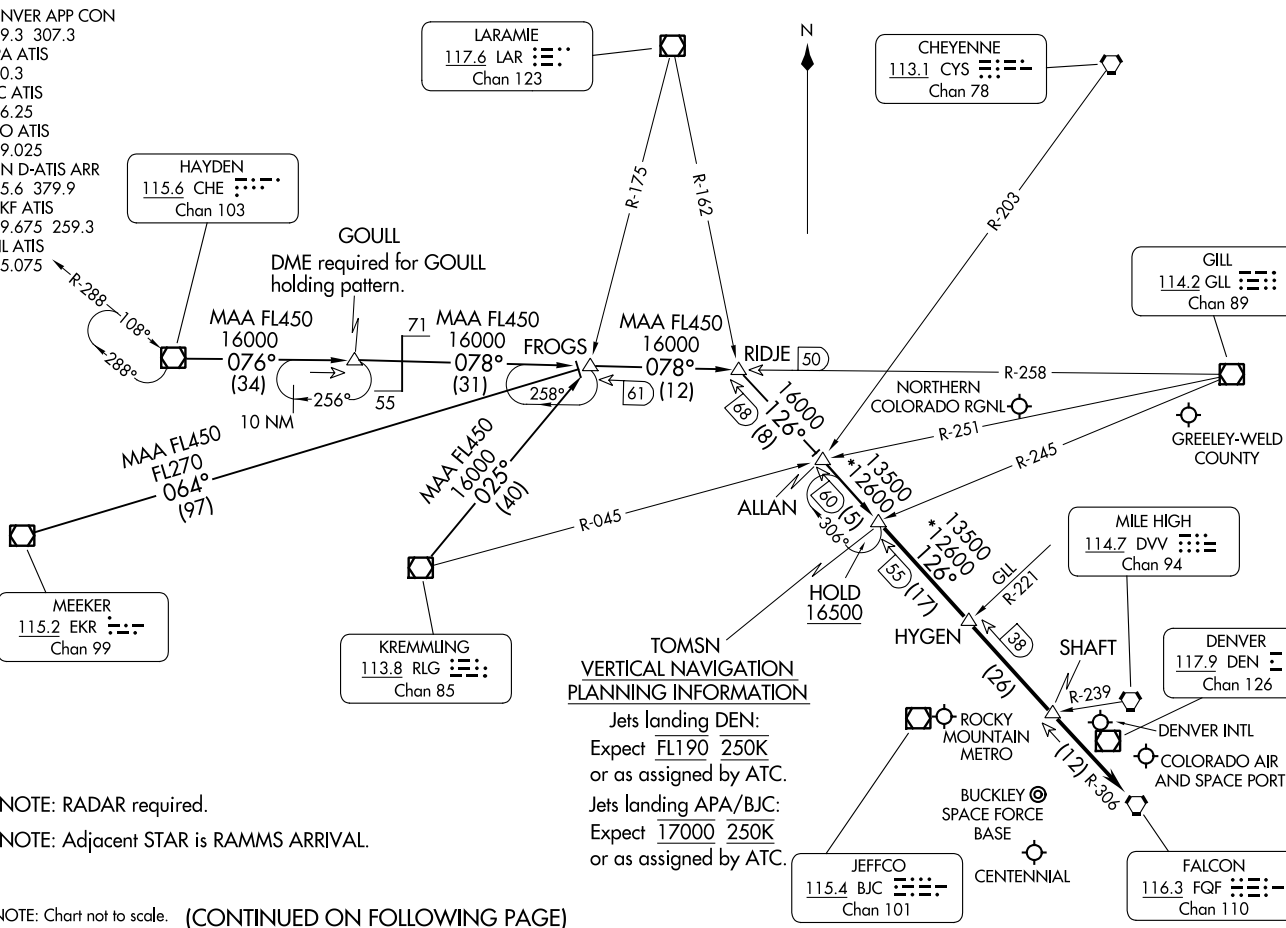 NVER APP CON
9.3 307.3
PA ATIS
0.3
C ATIS
6.25
O ATIS
9.025
N D-ATIS ARR
5.6 379.9
KF ATIS
9.675 259.3
L ATIS
5.075
LARAMIE
117.6 LAR
Chan 123
N
CHEYENNE
113.1 CYS
Chan 78
HAYDEN
115.6 CHE
Chan 103
R-175
R-162
R-203
GOULL
DME required for GOULL
holding pattern.
GILL
114.2 GLL
Chan 89
R-288
108°
288°
MAA FL450
16000
076°
(34)
71
MAA FL450
16000
078°
(31)
FROGS
MAA FL450
16000
078°
(12)
RIDJE
50
R-258
256°
55
10 NM
258°
61
68
16000
126°
(8)
NORTHERN
COLORADO RGNL
R-251
GREELEY-WELD
COUNTY
R-245
MAA FL450
FL270
064°
(97)
MAA FL450
16000
025°
(40)
R-045
ALLAN
60
13500
*12600
(5)
306°
HOLD
16500
13500
*12600
126°
55
(17)
GLL
R-221
HYGEN
38
MILE HIGH
114.7 DVV
Chan 94
MEEKER
115.2 EKR
Chan 99
KREMMLING
113.8 RLG
Chan 85
TOMSN
VERTICAL NAVIGATION
PLANNING INFORMATION
Jets landing DEN:
Expect FL190 250K
or as assigned by ATC.
Jets landing APA/BJC:
Expect 17000 250K
or as assigned by ATC.
(26)
SHAFT
R-239
DENVER
117.9 DEN
Chan 126
ROCKY
MOUNTAIN
METRO
DENVER INTL
COLORADO AIR
AND SPACE PORT
(12)
R-306
BUCKLEY
SPACE FORCE
BASE
CENTENNIAL
JEFFCO
115.4 BJC
Chan 101
FALCON
116.3 FQF
Chan 110
NOTE: RADAR required.
NOTE: Adjacent STAR is RAMMS ARRIVAL.
NOTE: Chart not to scale.
(CONTINUED ON FOLLOWING PAGE)